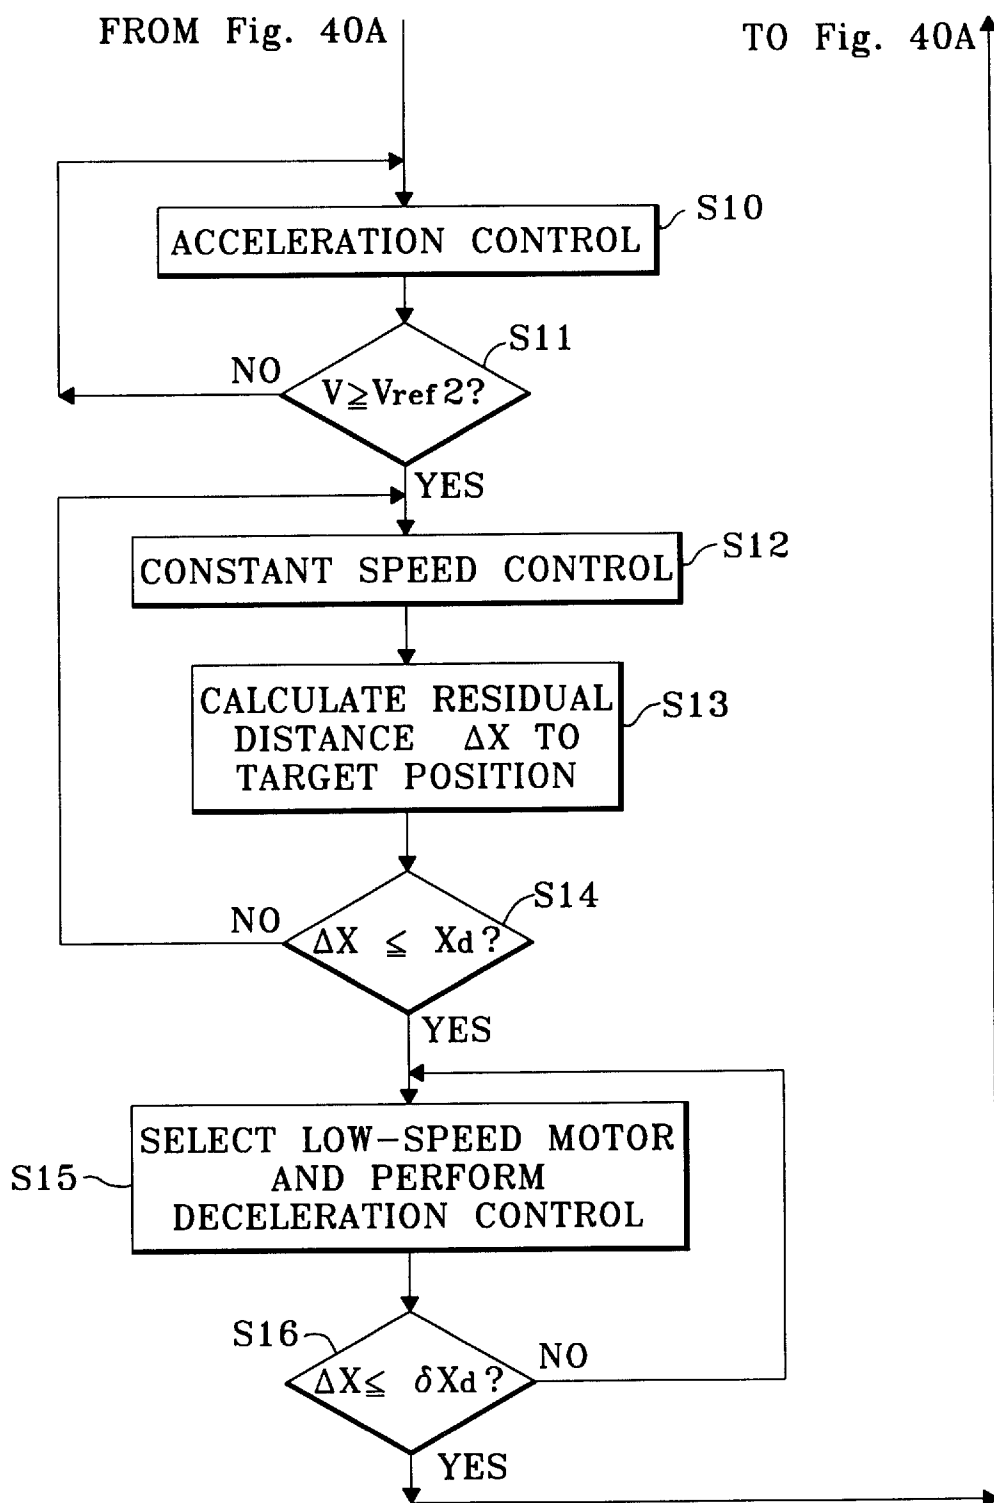 FROM Fig. 40A
TO Fig. 40A
S10
ACCELERATION CONTROL
S11
NO
V≧Vref2?
YES
S12
CONSTANT SPEED CONTROL
S13
CALCULATE RESIDUAL
DISTANCE ΔX TO
TARGET POSITION
S14
NO
ΔX ≦ Xd?
YES
SELECT LOW-SPEED MOTOR
S15
AND PERFORM
DECELERATION CONTROL
S16
NO
ΔX≦ δXd?
YES